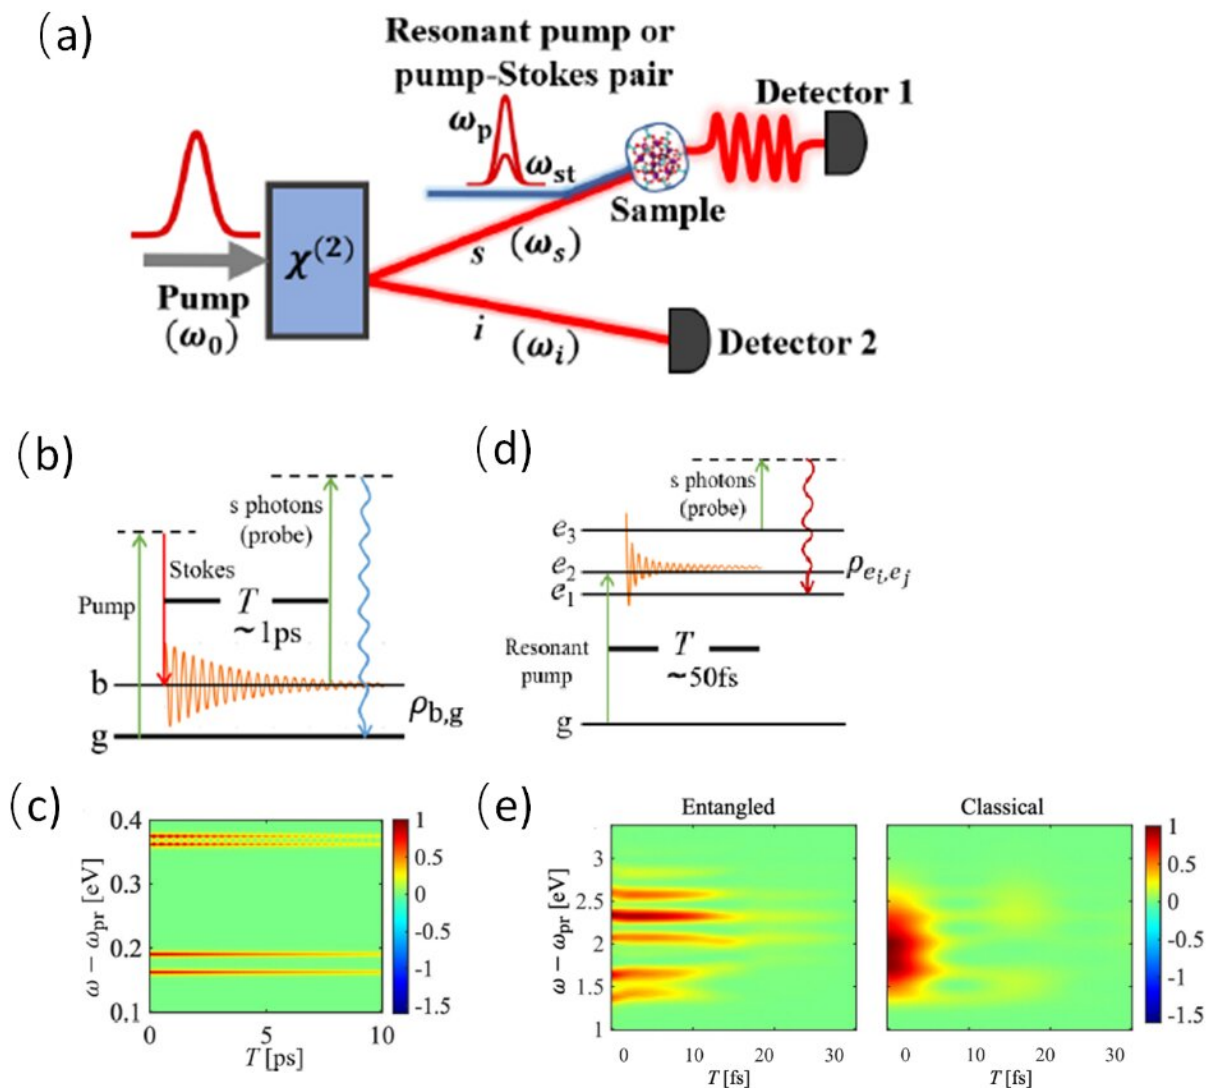 (a)
Resonant pump or
pump-Stokes pair
Detector 1
ωp
ωst
Sample
χ(2)
s (ωs)
Pump
(ω0)
i (ωi)
Detector 2
(b)
s photons
(probe)
Stokes
Pump
T
~1ps
b
ρb,g
g
(d)
s photons
(probe)
e3
e2
ρei,ej
e1
Resonant
pump
T
~50fs
g
(c)
0.4
0.3
0.2
0.1
ω − ωpr [eV]
0 5 10
T [ps]
1
0.5
0
-0.5
-1
-1.5
(e)
Entangled
Classical
3
2.5
2
1.5
1
ω − ωpr [eV]
0 10 20 30
T [fs]
0 10 20 30
T [fs]
1
0.5
0
-0.5
-1
-1.5